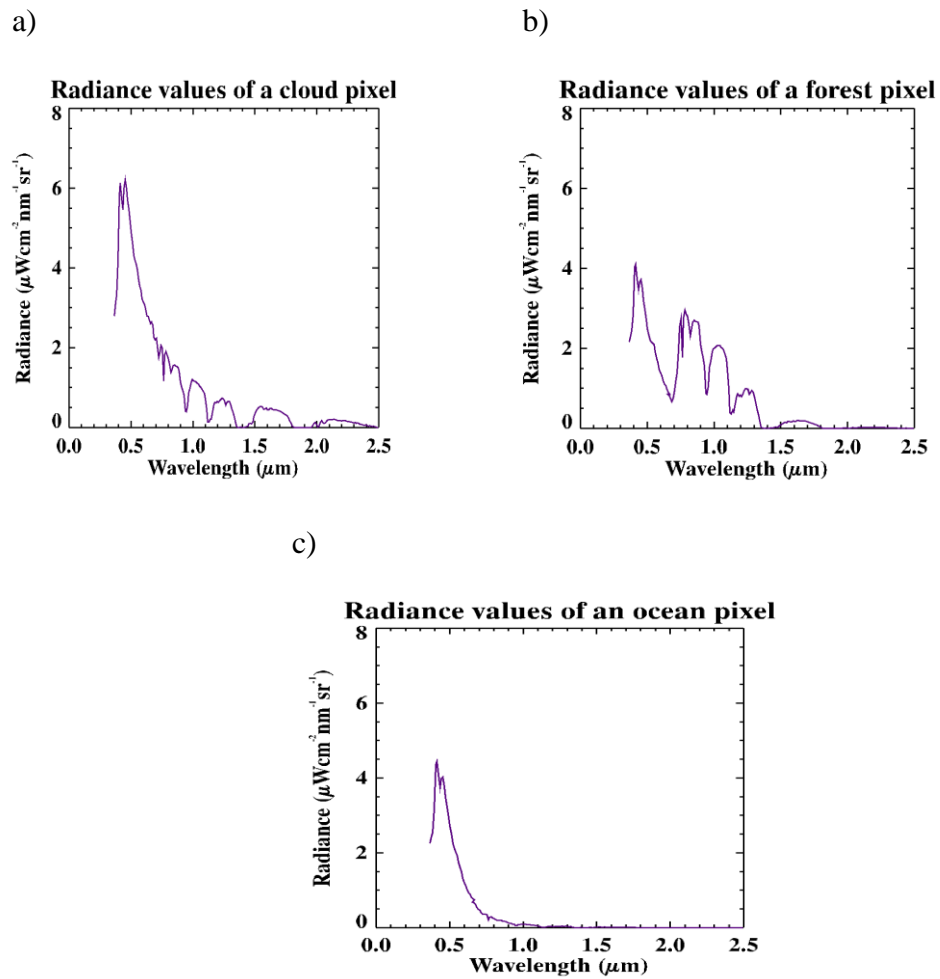 a)
b)
Radiance values of a cloud pixel
8
6
4
2
0
Radiance (μWcm⁻²nm⁻¹sr⁻¹)
0.0 0.5 1.0 1.5 2.0 2.5
Wavelength (μm)
Radiance values of a forest pixel
8
6
4
2
0
Radiance (μWcm⁻²nm⁻¹sr⁻¹)
0.0 0.5 1.0 1.5 2.0 2.5
Wavelength (μm)
c)
Radiance values of an ocean pixel
8
6
4
2
0
Radiance (μWcm⁻²nm⁻¹sr⁻¹)
0.0 0.5 1.0 1.5 2.0 2.5
Wavelength (μm)